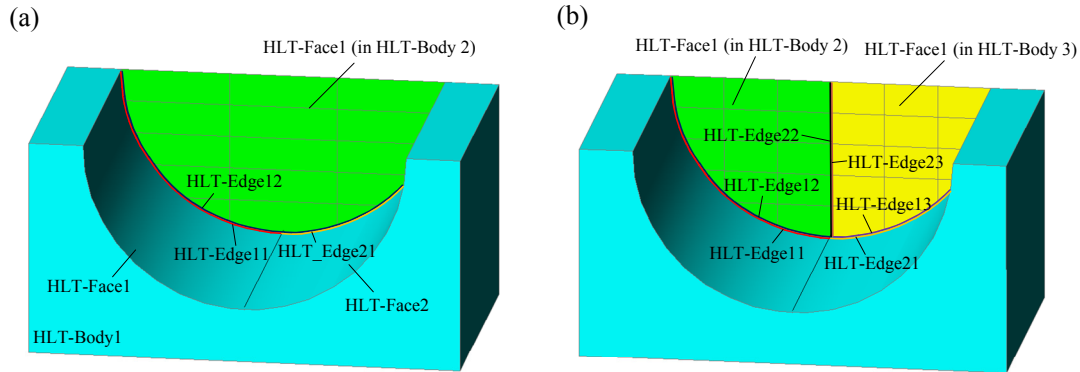 (a)
HLT-Face1 (in HLT-Body 2)
HLT-Edge12
HLT-Edge11
HLT_Edge21
HLT-Face1
HLT-Face2
HLT-Body1
(b)
HLT-Face1 (in HLT-Body 2)
HLT-Face1 (in HLT-Body 3)
HLT-Edge22
HLT-Edge23
HLT-Edge12
HLT-Edge13
HLT-Edge11
HLT-Edge21